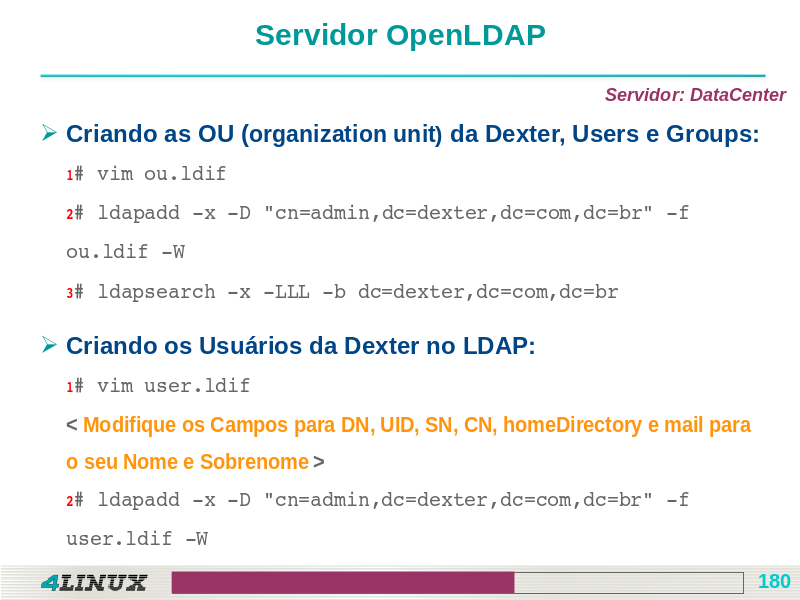 Servidor OpenLDAP
Servidor: DataCenter
Criando as OU (organization unit) da Dexter, Users e Groups:
1# vim ou.ldif
2# ldapadd -x -D "cn=admin,dc=dexter,dc=com,dc=br" -f
ou.ldif -W
3# ldapsearch -x -LLL -b dc=dexter,dc=com,dc=br
Criando os Usuários da Dexter no LDAP:
1# vim user.ldif
< Modifique os Campos para DN, UID, SN, CN, homeDirectory e mail para
o seu Nome e Sobrenome >
2# ldapadd -x -D "cn=admin,dc=dexter,dc=com,dc=br" -f
user.ldif -W
4LINUX
180